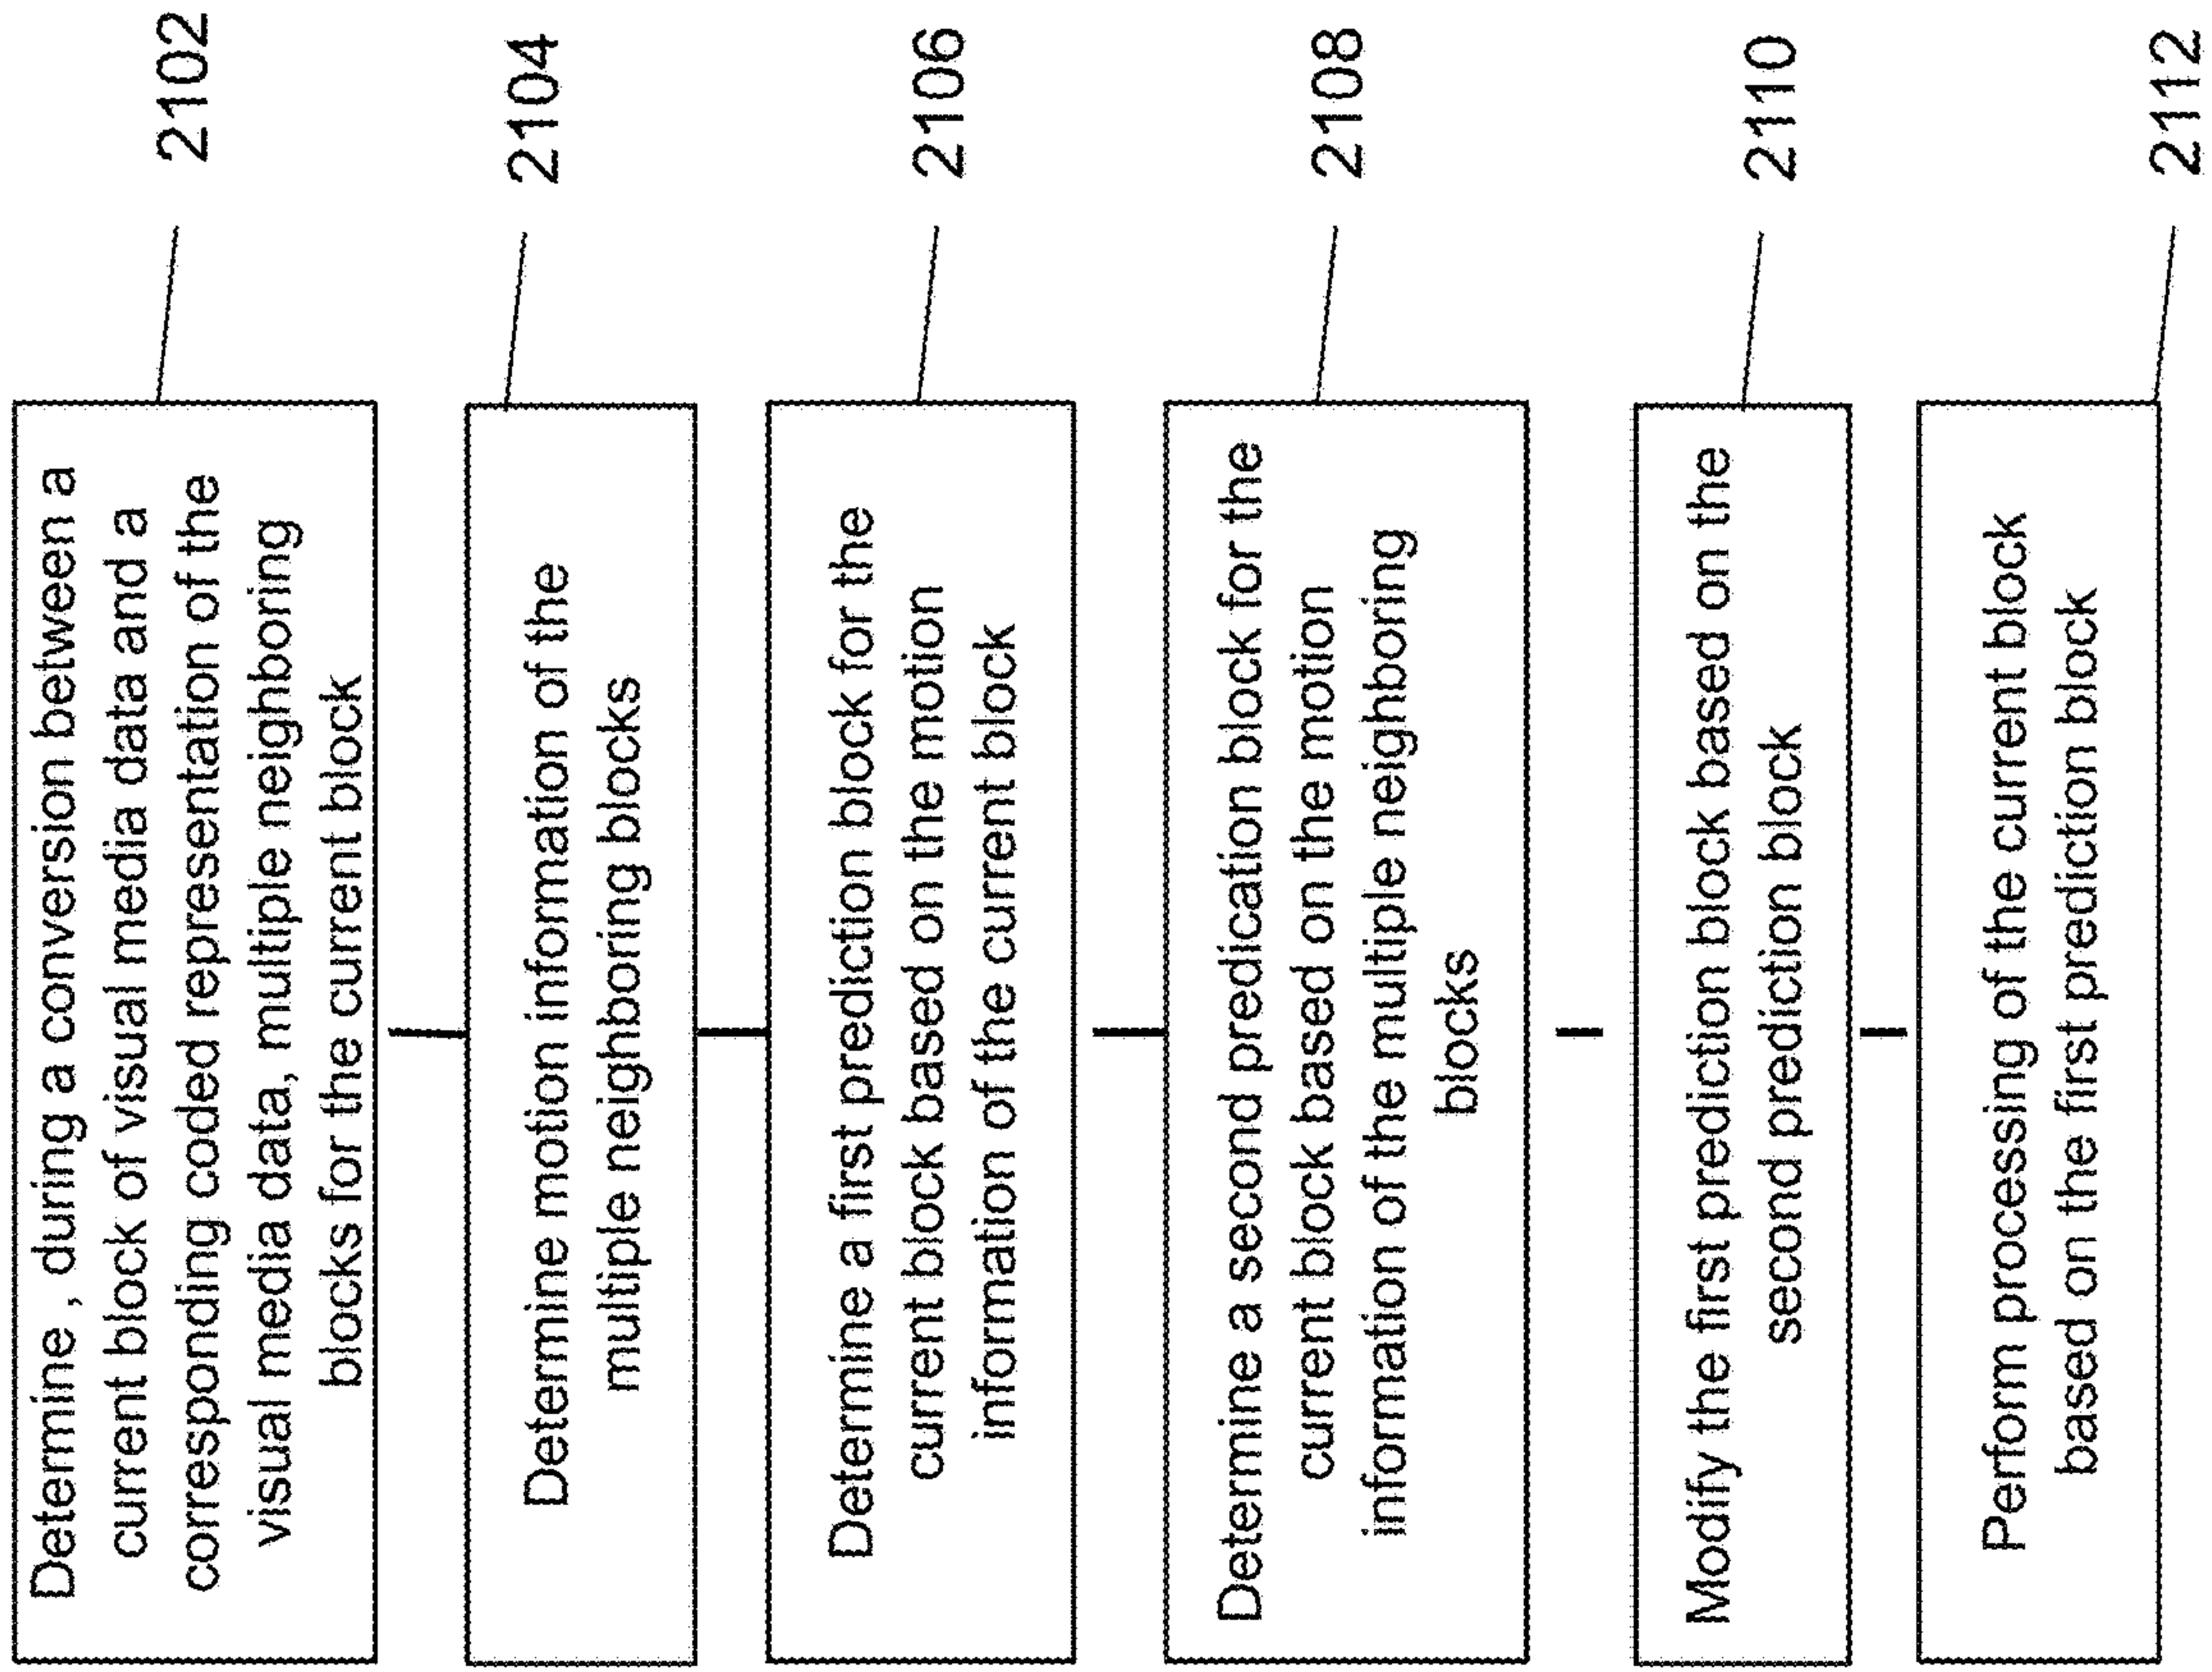 Determine , during a conversion between a
current block of visual media data and a
corresponding coded representation of the
visual media data, multiple neighboring
blocks for the current block
2102
Determine motion information of the
multiple neighboring blocks
2104
Determine a first prediction block for the
current block based on the motion
information of the current block
2106
Determine a second predication block for the
current block based on the motion
information of the multiple neighboring
blocks
2108
Modify the first prediction block based on the
second prediction block
2110
Perform processing of the current block
based on the first prediction block
2112